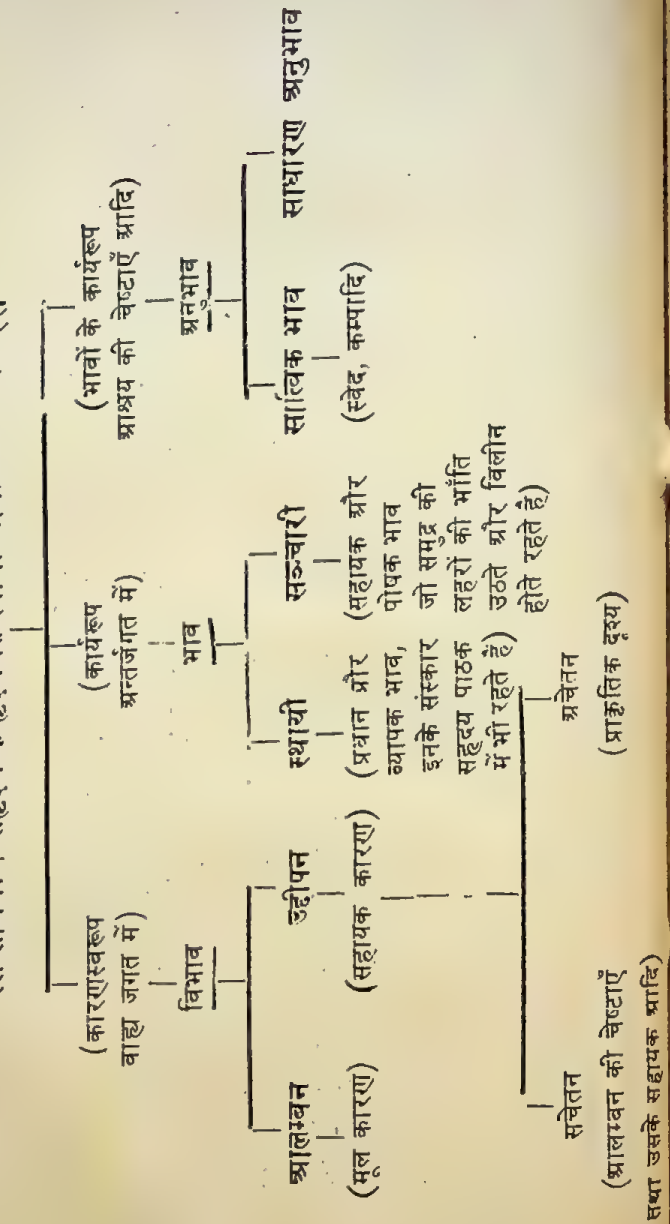 (कारणस्वरूप (कार्यरूप (भावों के कार्यरूप
वाह्य जगत में) अन्तर्जगत में) आश्रय की चेष्टाएँ आदि)
विभाव भाव अनुभाव
आलम्बन उद्दीपन स्थायी सञ्चारी सात्विक भाव साधारण अनुभाव
(मूल कारण) (सहायक कारण) (प्रधान और (सहायक और (स्वेद, कम्पादि)
व्यापक भाव, पोषक भाव
इनके संस्कार जो समुद्र की
सहृदय पाठक लहरों की भाँति
में भी रहते हैं) उठते और विलीन
होते रहते हैं)
सचेतन अचेतन
(आलम्बन की चेष्टाएँ (प्राकृतिक दृश्य)
तथा उसके सहायक आदि)